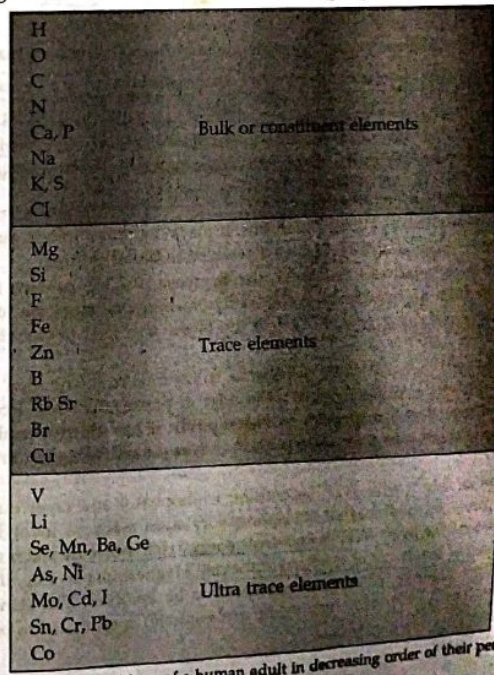 H
O
C
N
Ca, P
Bulk or constituent elements
Na
K, S
Cl
Mg
Si
F
Fe
Zn
Trace elements
B
Rb Sr
Br
Cu
V
Li
Se, Mn, Ba, Ge
As, Ni
Mo, Cd, I
Ultra trace elements
Sn, Cr, Pb
Co
of a human adult in decreasing order of their